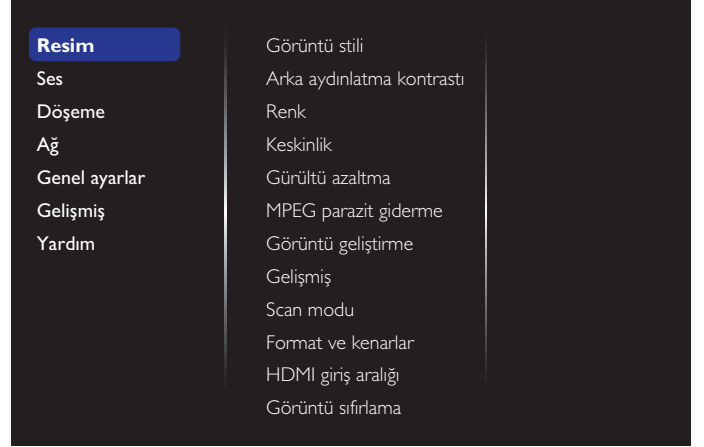 Resim
Ses
Döşeme
Ağ
Genel ayarlar
Gelişmiş
Yardım
Görüntü stili
Arka aydınlatma kontrastı
Renk
Keskinlik
Gürültü azaltma
MPEG parazit giderme
Görüntü geliştirme
Gelişmiş
Scan modu
Format ve kenarlar
HDMI giriş aralığı
Görüntü sıfırlama